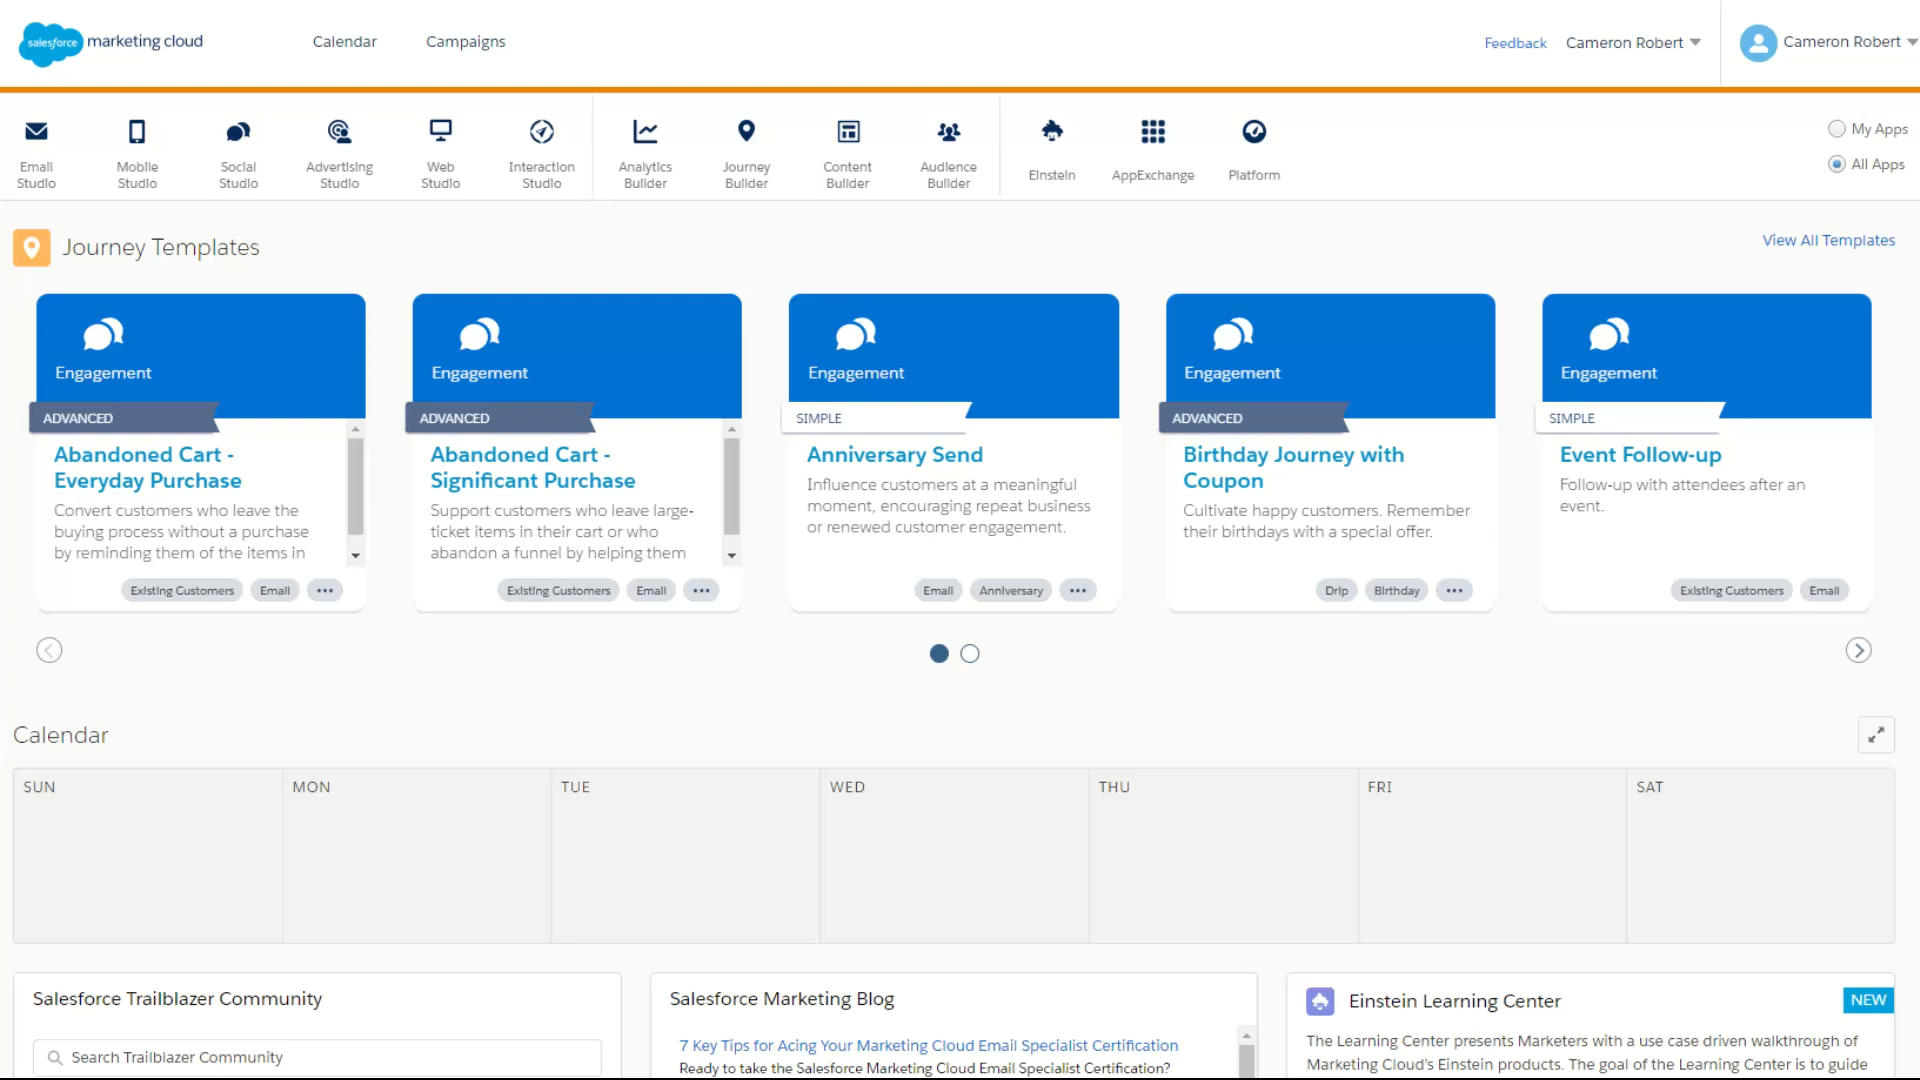 salesforce marketing cloud
Calendar
Campaigns
Feedback
Cameron Robert
Cameron Robert
Email
Studio
Mobile
Studio
Social
Studio
Advertising
Studio
Web
Studio
Interaction
Studio
Analytics
Builder
Journey
Builder
Content
Builder
Audience
Builder
Einstein
AppExchange
Platform
My Apps
All Apps
Journey Templates
View All Templates
Engagement
ADVANCED
Abandoned Cart -
Everyday Purchase
Convert customers who leave the
buying process without a purchase
by reminding them of the items in
Existing Customers
Email
•••
Engagement
ADVANCED
Abandoned Cart -
Significant Purchase
Support customers who leave large-
ticket items in their cart or who
abandon a funnel by helping them
Existing Customers
Email
•••
Engagement
SIMPLE
Anniversary Send
Influence customers at a meaningful
moment, encouraging repeat business
or renewed customer engagement.
Email
Anniversary
•••
Engagement
ADVANCED
Birthday Journey with
Coupon
Cultivate happy customers. Remember
their birthdays with a special offer.
Drip
Birthday
•••
Engagement
SIMPLE
Event Follow-up
Follow-up with attendees after an
event.
Existing Customers
Email
Calendar
SUN
MON
TUE
WED
THU
FRI
SAT
Salesforce Trailblazer Community
Search Trailblazer Community
Salesforce Marketing Blog
7 Key Tips for Acing Your Marketing Cloud Email Specialist Certification
Ready to take the Salesforce Marketing Cloud Email Specialist Certification?
Einstein Learning Center
NEW
The Learning Center presents Marketers with a use case driven walkthrough of
Marketing Cloud's Einstein products. The goal of the Learning Center is to guide